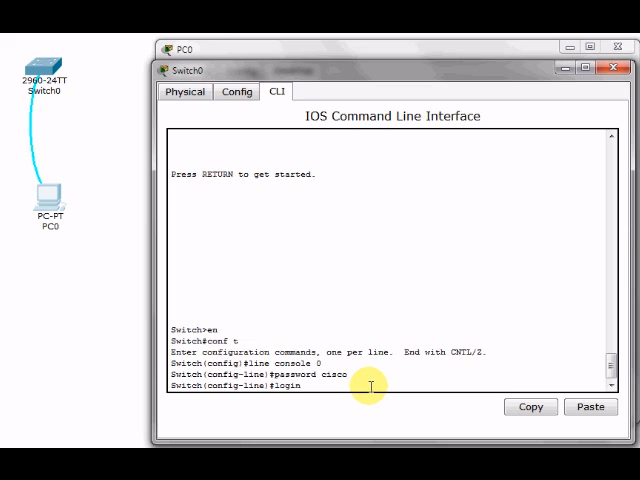 PC0
Switch0
Physical Config CLI
IOS Command Line Interface
Press RETURN to get started.
Switch>en
Switch#conf t
Enter configuration commands, one per line.  End with CNTL/Z.
Switch(config)#line console 0
Switch(config-line)#password cisco
Switch(config-line)#login
Copy Paste
2960-24TT
Switch0
PC-PT
PC0